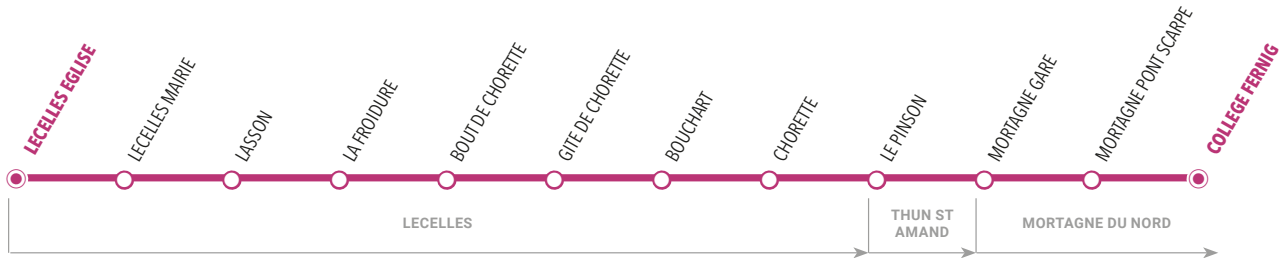 LECELLES EGLISE
LECELLES MAIRIE
LASSON
LA FROIDURE
BOUT DE CHORETTE
GITE DE CHORETTE
BOUCHART
CHORETTE
LE PINSON
MORTAGNE GARE
MORTAGNE PONT SCARPE
COLLEGE FERNIG
LECELLES
THUN ST
AMAND
MORTAGNE DU NORD